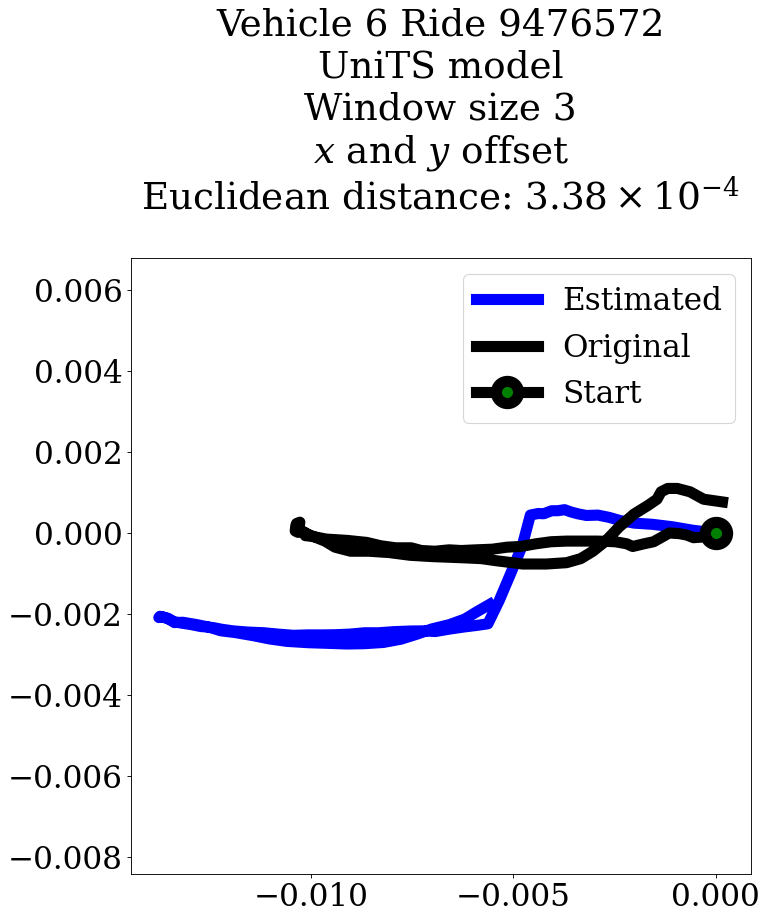 Vehicle 6 Ride 9476572
UniTS model
Window size 3
x and y offset
Euclidean distance: 3.38 × 10⁻⁴
Estimated
Original
Start
0.006
0.004
0.002
0.000
−0.002
−0.004
−0.006
−0.008
−0.010
−0.005
0.000